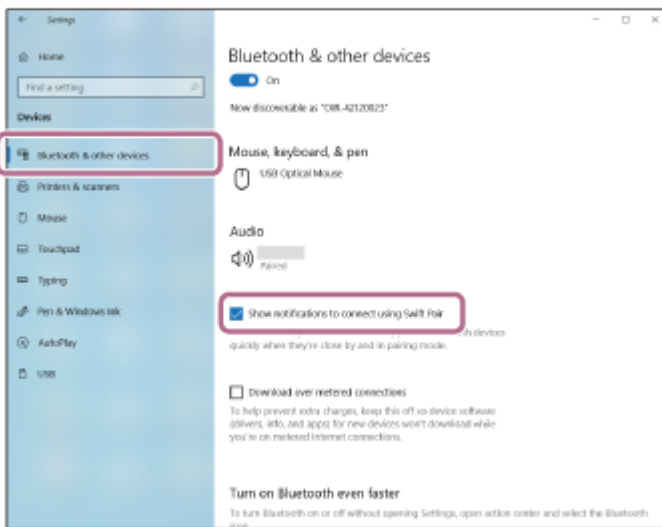 Settings
Home
Find a setting
Devices
Bluetooth & other devices
Printers & scanners
Mouse
Touchpad
Typing
Pen & Windows Ink
AutoPlay
USB
Bluetooth & other devices
On
Now discoverable as
Mouse, keyboard, & pen
USB Optical Mouse
Audio
Paired
Show notifications to connect using Swift Pair
devices
quickly when they're close by and in pairing mode.
Download over metered connections
To help prevent extra charges, keep this off so device software
(drivers, info, and apps) for new devices won't download while
you're on metered Internet connections.
Turn on Bluetooth even faster
To turn Bluetooth on or off without opening Settings, open action center and select the Bluetooth